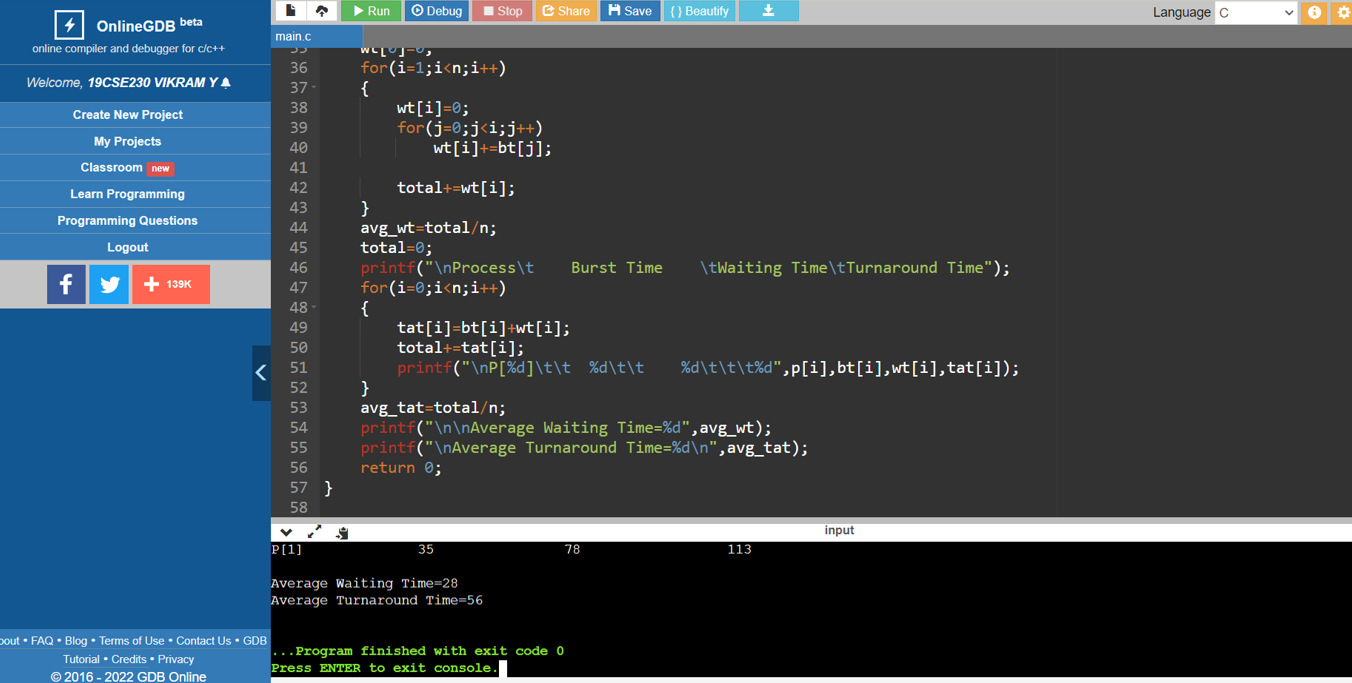 OnlineGDB beta
online compiler and debugger for c/c++
Welcome, 19CSE230 VIKRAM Y
Create New Project
My Projects
Classroom new
Learn Programming
Programming Questions
Logout
139K
out • FAQ • Blog • Terms of Use • Contact Us • GDB
Tutorial • Credits • Privacy
© 2016 - 2022 GDB Online
Run Debug Stop Share Save { } Beautify
Language C
main.c
35 wt[0]=0;
36 for(i=1;i<n;i++)
37 {
38 wt[i]=0;
39 for(j=0;j<i;j++)
40 wt[i]+=bt[j];
41
42 total+=wt[i];
43 }
44 avg_wt=total/n;
45 total=0;
46 printf("\nProcess\t    Burst Time    \tWaiting Time\tTurnaround Time");
47 for(i=0;i<n;i++)
48 {
49 tat[i]=bt[i]+wt[i];
50 total+=tat[i];
51 printf("\nP[%d]\t\t  %d\t\t    %d\t\t\t%d",p[i],bt[i],wt[i],tat[i]);
52 }
53 avg_tat=total/n;
54 printf("\n\nAverage Waiting Time=%d",avg_wt);
55 printf("\nAverage Turnaround Time=%d\n",avg_tat);
56 return 0;
57 }
58
input
P[1] 35 78 113
Average Waiting Time=28
Average Turnaround Time=56
...Program finished with exit code 0
Press ENTER to exit console.